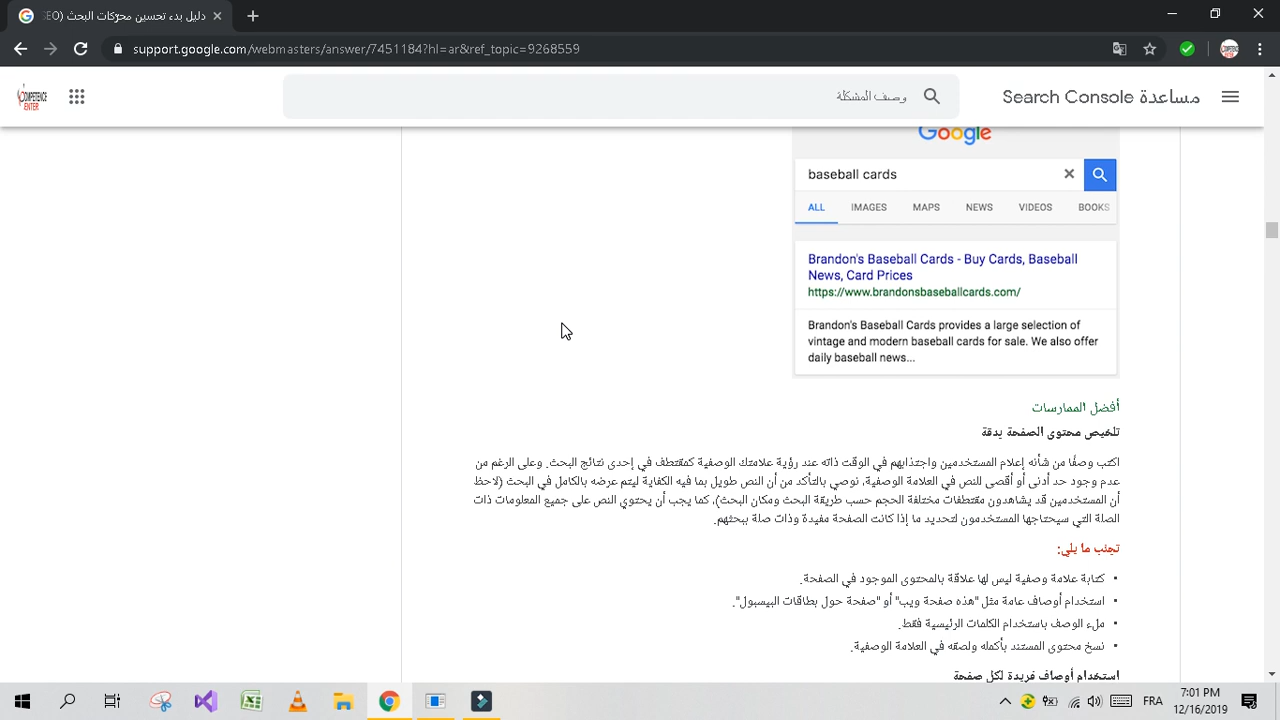 دليل بدء تحسين محركات البحث (SEO)
support.google.com/webmasters/answer/7451184?hl=ar&ref_topic=9268559
COMPETENCE
CENTER
وصف المشكلة
مساعدة Search Console
Google
baseball cards
ALL IMAGES MAPS NEWS VIDEOS BOOKS
Brandon's Baseball Cards - Buy Cards, Baseball
News, Card Prices
https://www.brandonsbaseballcards.com/
Brandon's Baseball Cards provides a large selection of
vintage and modern baseball cards for sale. We also offer
daily baseball news...
أفضل الممارسات
تلخيص محتوى الصفحة بدقة
اكتب وصفًا من شأنه إعلام المستخدمين واجتذابهم في الوقت ذاته عند رؤية علامتك الوصفية كمقتطف في إحدى نتائج البحث. وعلى الرغم من
عدم وجود حد أدنى أو أقصى للنص في العلامة الوصفية، نوصي بالتأكد من أن النص طويل بما فيه الكفاية ليتم عرضه بالكامل في البحث (لاحظ
أن المستخدمين قد يشاهدون مقتطفات مختلفة الحجم حسب طريقة البحث ومكان البحث)، كما يجب أن يحتوي النص على جميع المعلومات ذات
الصلة التي سيحتاجها المستخدمون لتحديد ما إذا كانت الصفحة مفيدة وذات صلة ببحثهم.
تجنب ما يلي:
• كتابة علامة وصفية ليس لها علاقة بالمحتوى الموجود في الصفحة.
• استخدام أوصاف عامة مثل "هذه صفحة ويب" أو "صفحة حول بطاقات البيسبول".
• ملء الوصف باستخدام الكلمات الرئيسية فقط.
• نسخ محتوى المستند بأكمله ولصقه في العلامة الوصفية.
استخدام أوصاف فريدة لكل صفحة
FRA
7:01 PM
12/16/2019